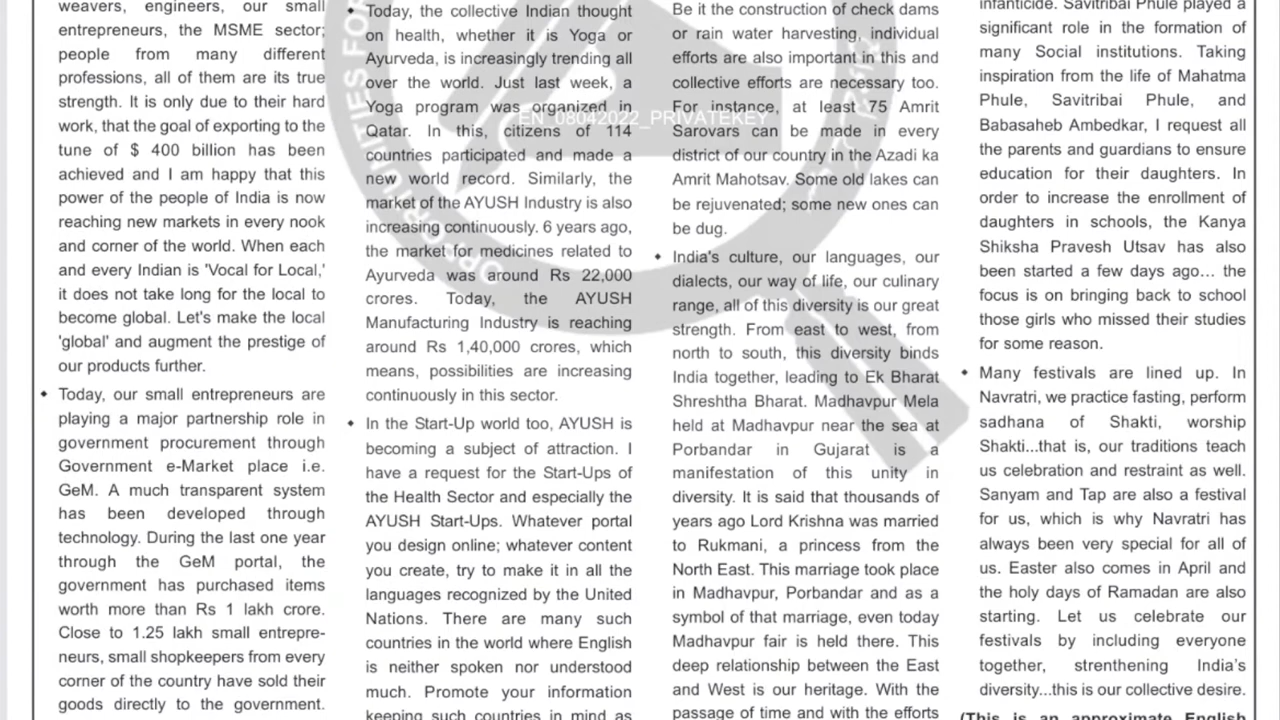 weavers, engineers, our small
entrepreneurs, the MSME sector;
people from many different
professions, all of them are its true
strength. It is only due to their hard
work, that the goal of exporting to the
tune of $ 400 billion has been
achieved and I am happy that this
power of the people of India is now
reaching new markets in every nook
and corner of the world. When each
and every Indian is 'Vocal for Local,'
it does not take long for the local to
become global. Let's make the local
'global' and augment the prestige of
our products further.
• Today, our small entrepreneurs are
playing a major partnership role in
government procurement through
Government e-Market place i.e.
GeM. A much transparent system
has been developed through
technology. During the last one year
through the GeM portal, the
government has purchased items
worth more than Rs 1 lakh crore.
Close to 1.25 lakh small entrepre-
neurs, small shopkeepers from every
corner of the country have sold their
goods directly to the government.
• Today, the collective Indian thought
on health, whether it is Yoga or
Ayurveda, is increasingly trending all
over the world. Just last week, a
Yoga program was organized in
Qatar. In this, citizens of 114
countries participated and made a
new world record. Similarly, the
market of the AYUSH Industry is also
increasing continuously. 6 years ago,
the market for medicines related to
Ayurveda was around Rs 22,000
crores. Today, the AYUSH
Manufacturing Industry is reaching
around Rs 1,40,000 crores, which
means, possibilities are increasing
continuously in this sector.
• In the Start-Up world too, AYUSH is
becoming a subject of attraction. I
have a request for the Start-Ups of
the Health Sector and especially the
AYUSH Start-Ups. Whatever portal
you design online; whatever content
you create, try to make it in all the
languages recognized by the United
Nations. There are many such
countries in the world where English
is neither spoken nor understood
much. Promote your information
keeping such countries in mind as
Be it the construction of check dams
or rain water harvesting, individual
efforts are also important in this and
collective efforts are necessary too.
For instance, at least 75 Amrit
Sarovars can be made in every
district of our country in the Azadi ka
Amrit Mahotsav. Some old lakes can
be rejuvenated; some new ones can
be dug.
• India's culture, our languages, our
dialects, our way of life, our culinary
range, all of this diversity is our great
strength. From east to west, from
north to south, this diversity binds
India together, leading to Ek Bharat
Shreshtha Bharat. Madhavpur Mela
held at Madhavpur near the sea at
Porbandar in Gujarat is a
manifestation of this unity in
diversity. It is said that thousands of
years ago Lord Krishna was married
to Rukmani, a princess from the
North East. This marriage took place
in Madhavpur, Porbandar and as a
symbol of that marriage, even today
Madhavpur fair is held there. This
deep relationship between the East
and West is our heritage. With the
passage of time and with the efforts
infanticide. Savitribai Phule played a
significant role in the formation of
many Social institutions. Taking
inspiration from the life of Mahatma
Phule, Savitribai Phule, and
Babasaheb Ambedkar, I request all
the parents and guardians to ensure
education for their daughters. In
order to increase the enrollment of
daughters in schools, the Kanya
Shiksha Pravesh Utsav has also
been started a few days ago... the
focus is on bringing back to school
those girls who missed their studies
for some reason.
• Many festivals are lined up. In
Navratri, we practice fasting, perform
sadhana of Shakti, worship
Shakti...that is, our traditions teach
us celebration and restraint as well.
Sanyam and Tap are also a festival
for us, which is why Navratri has
always been very special for all of
us. Easter also comes in April and
the holy days of Ramadan are also
starting. Let us celebrate our
festivals by including everyone
together, strenthening India's
diversity...this is our collective desire.
(This is an approximate English
EN_08042022_PRIVATEKEY